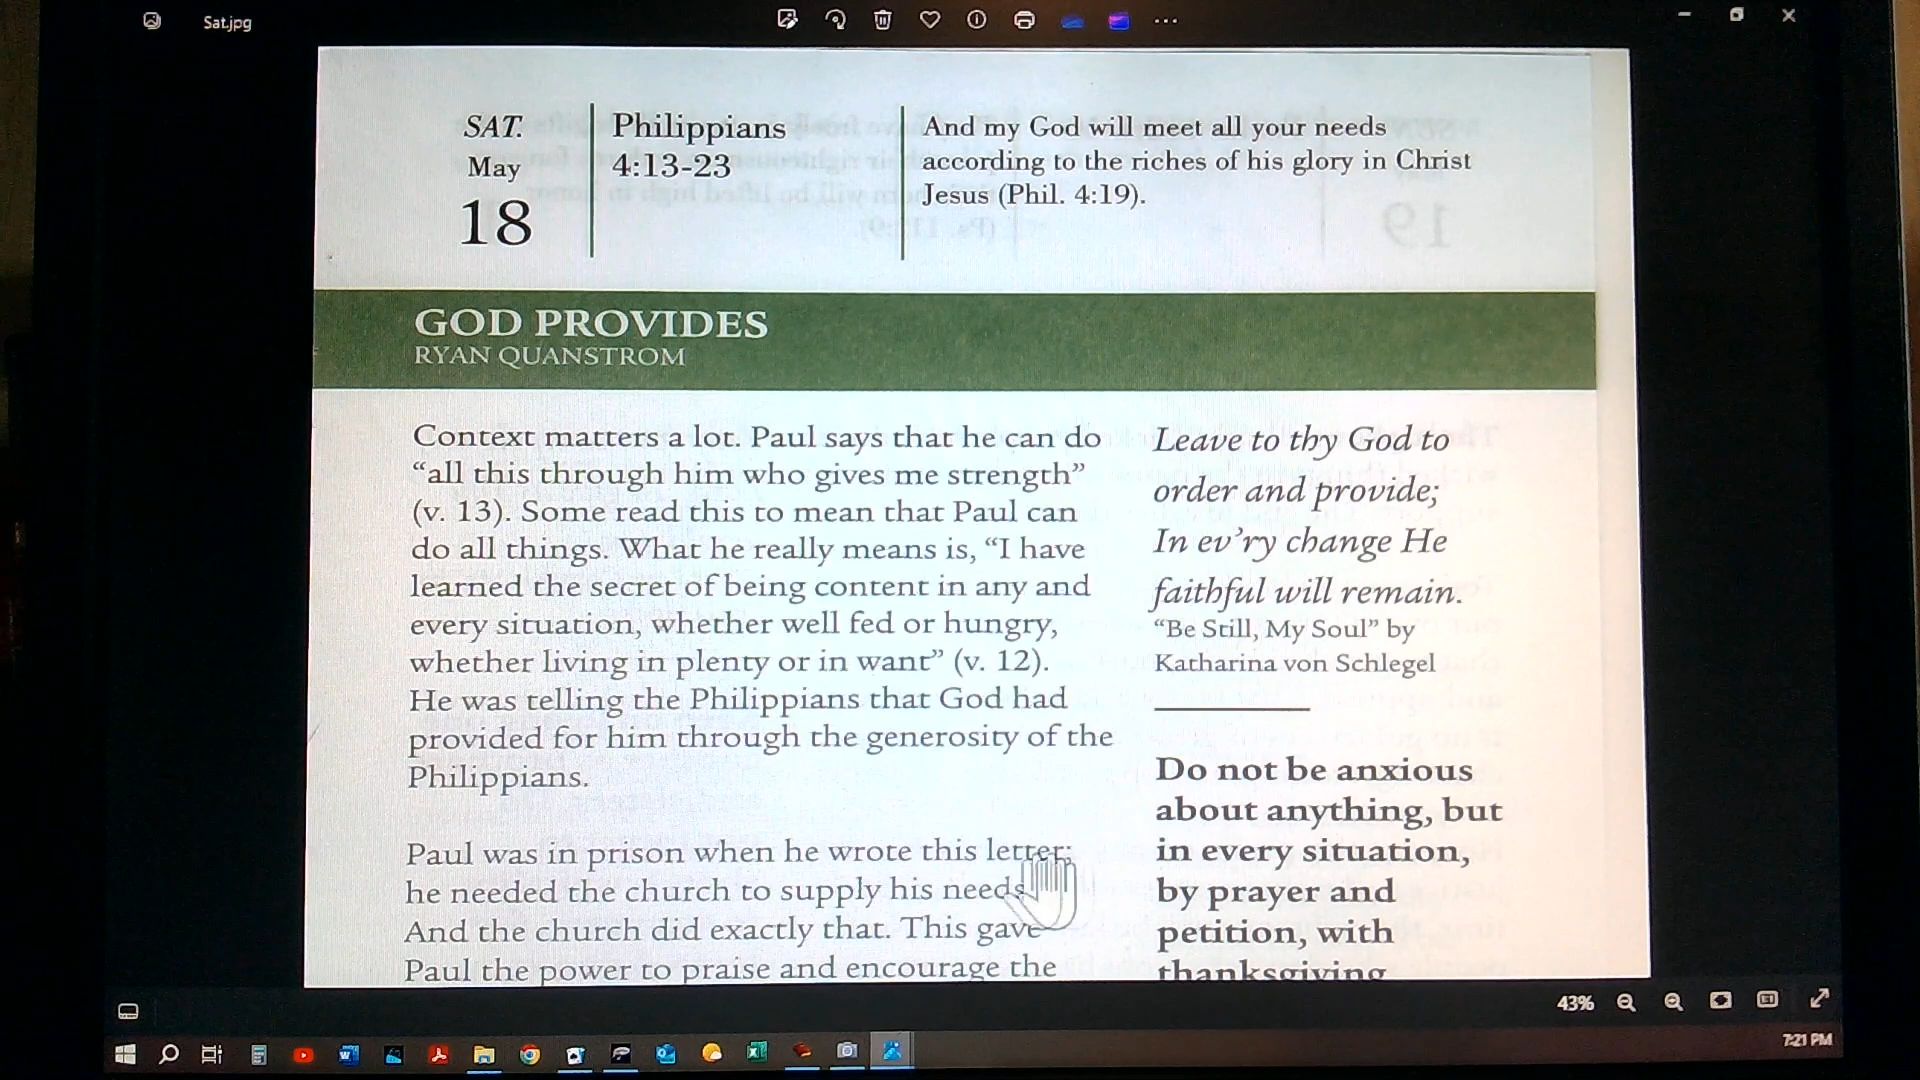 Sat.jpg
SAT.
May
18
Philippians
4:13-23
And my God will meet all your needs
according to the riches of his glory in Christ
Jesus (Phil. 4:19).
19
GOD PROVIDES
RYAN QUANSTROM
Context matters a lot. Paul says that he can do
“all this through him who gives me strength”
(v. 13). Some read this to mean that Paul can
do all things. What he really means is, “I have
learned the secret of being content in any and
every situation, whether well fed or hungry,
whether living in plenty or in want” (v. 12).
He was telling the Philippians that God had
provided for him through the generosity of the
Philippians.
Paul was in prison when he wrote this letter;
he needed the church to supply his needs.
And the church did exactly that. This gave
Paul the power to praise and encourage the
Leave to thy God to
order and provide;
In ev’ry change He
faithful will remain.
“Be Still, My Soul” by
Katharina von Schlegel
Do not be anxious
about anything, but
in every situation,
by prayer and
petition, with
thanksgiving
43%
7:21 PM